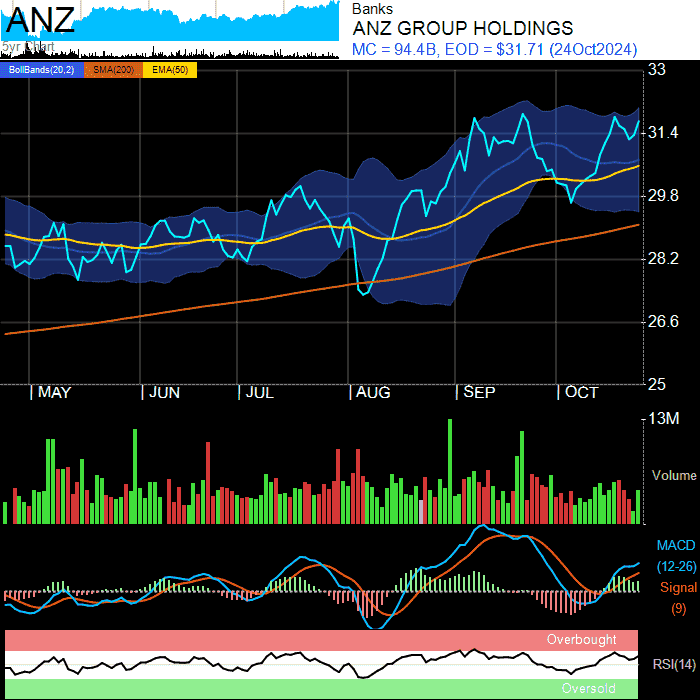 ANZ
5yr Chart
Banks
ANZ GROUP HOLDINGS
MC = 94.4B, EOD = $31.71 (24Oct2024)
BollBands(20,2) SMA(200) EMA(50)
33
31.4
29.8
28.2
26.6
25
MAY JUN JUL AUG SEP OCT
13M
Volume
MACD
(12-26)
Signal
(9)
Overbought
RSI(14)
Oversold